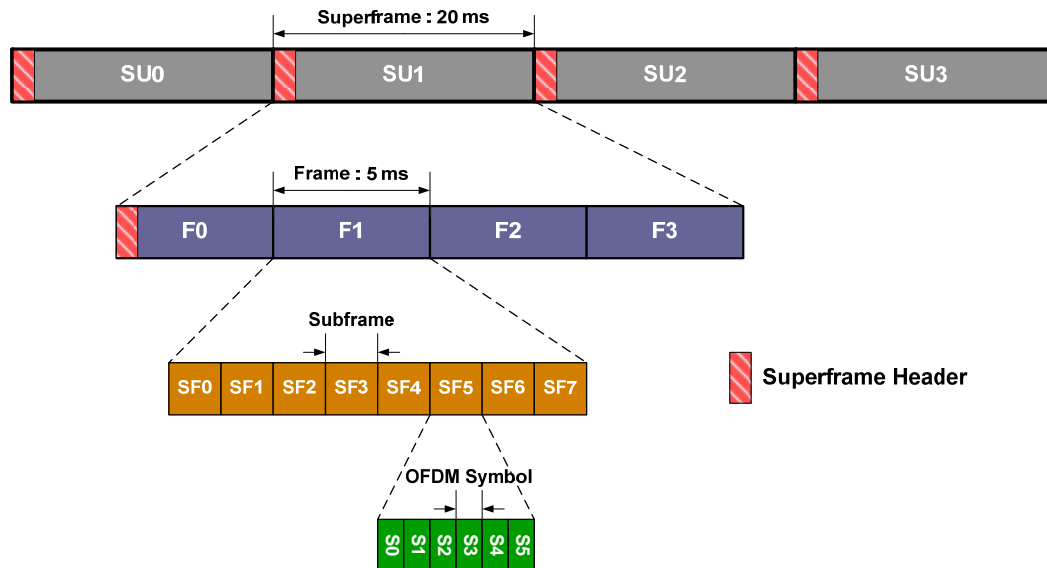 Superframe : 20 ms
SU0 SU1 SU2 SU3
Frame : 5 ms
F0 F1 F2 F3
Subframe
SF0 SF1 SF2 SF3 SF4 SF5 SF6 SF7
Superframe Header
OFDM Symbol
S0 S1 S2 S3 S4 S5